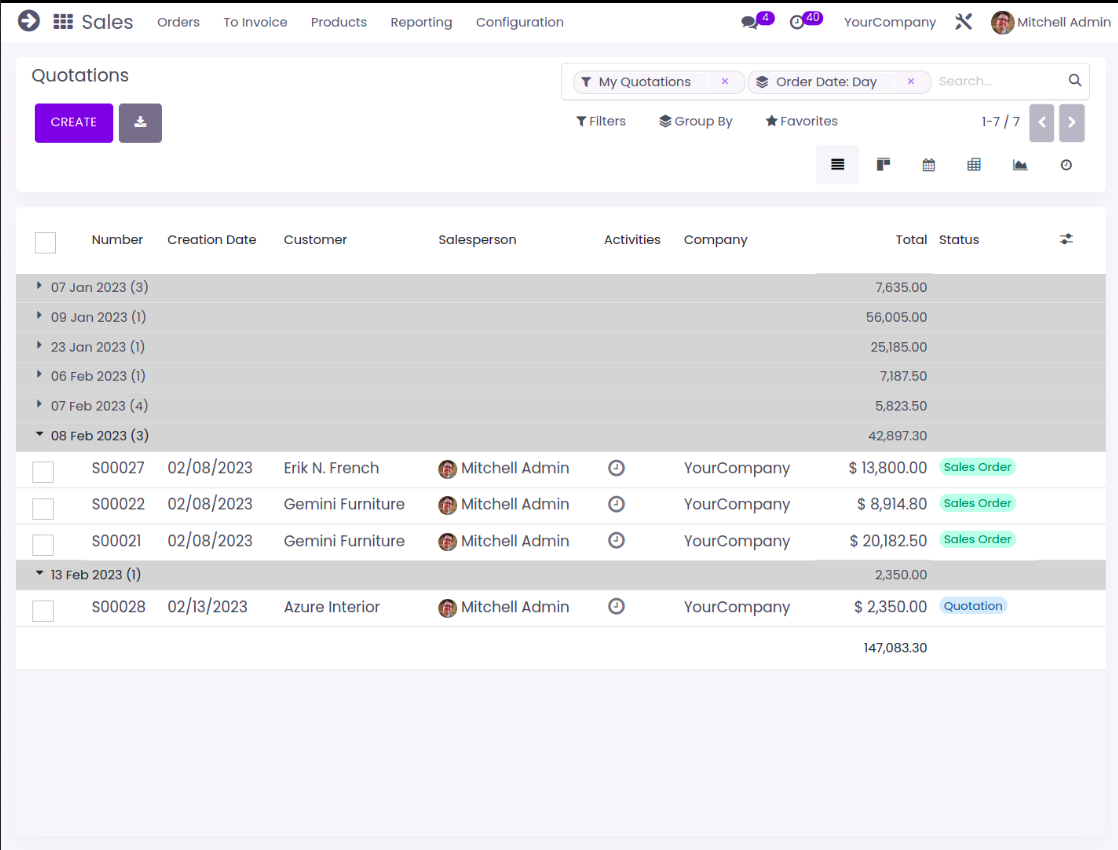 Sales Orders To Invoice Products Reporting Configuration 4 40 YourCompany Mitchell Admin
Quotations
My Quotations × Order Date: Day × Search...
CREATE
Filters Group By Favorites 1-7 / 7
Number Creation Date Customer Salesperson Activities Company Total Status
07 Jan 2023 (3) 7,635.00
09 Jan 2023 (1) 56,005.00
23 Jan 2023 (1) 25,185.00
06 Feb 2023 (1) 7,187.50
07 Feb 2023 (4) 5,823.50
08 Feb 2023 (3) 42,897.30
S00027 02/08/2023 Erik N. French Mitchell Admin YourCompany $ 13,800.00 Sales Order
S00022 02/08/2023 Gemini Furniture Mitchell Admin YourCompany $ 8,914.80 Sales Order
S00021 02/08/2023 Gemini Furniture Mitchell Admin YourCompany $ 20,182.50 Sales Order
13 Feb 2023 (1) 2,350.00
S00028 02/13/2023 Azure Interior Mitchell Admin YourCompany $ 2,350.00 Quotation
147,083.30